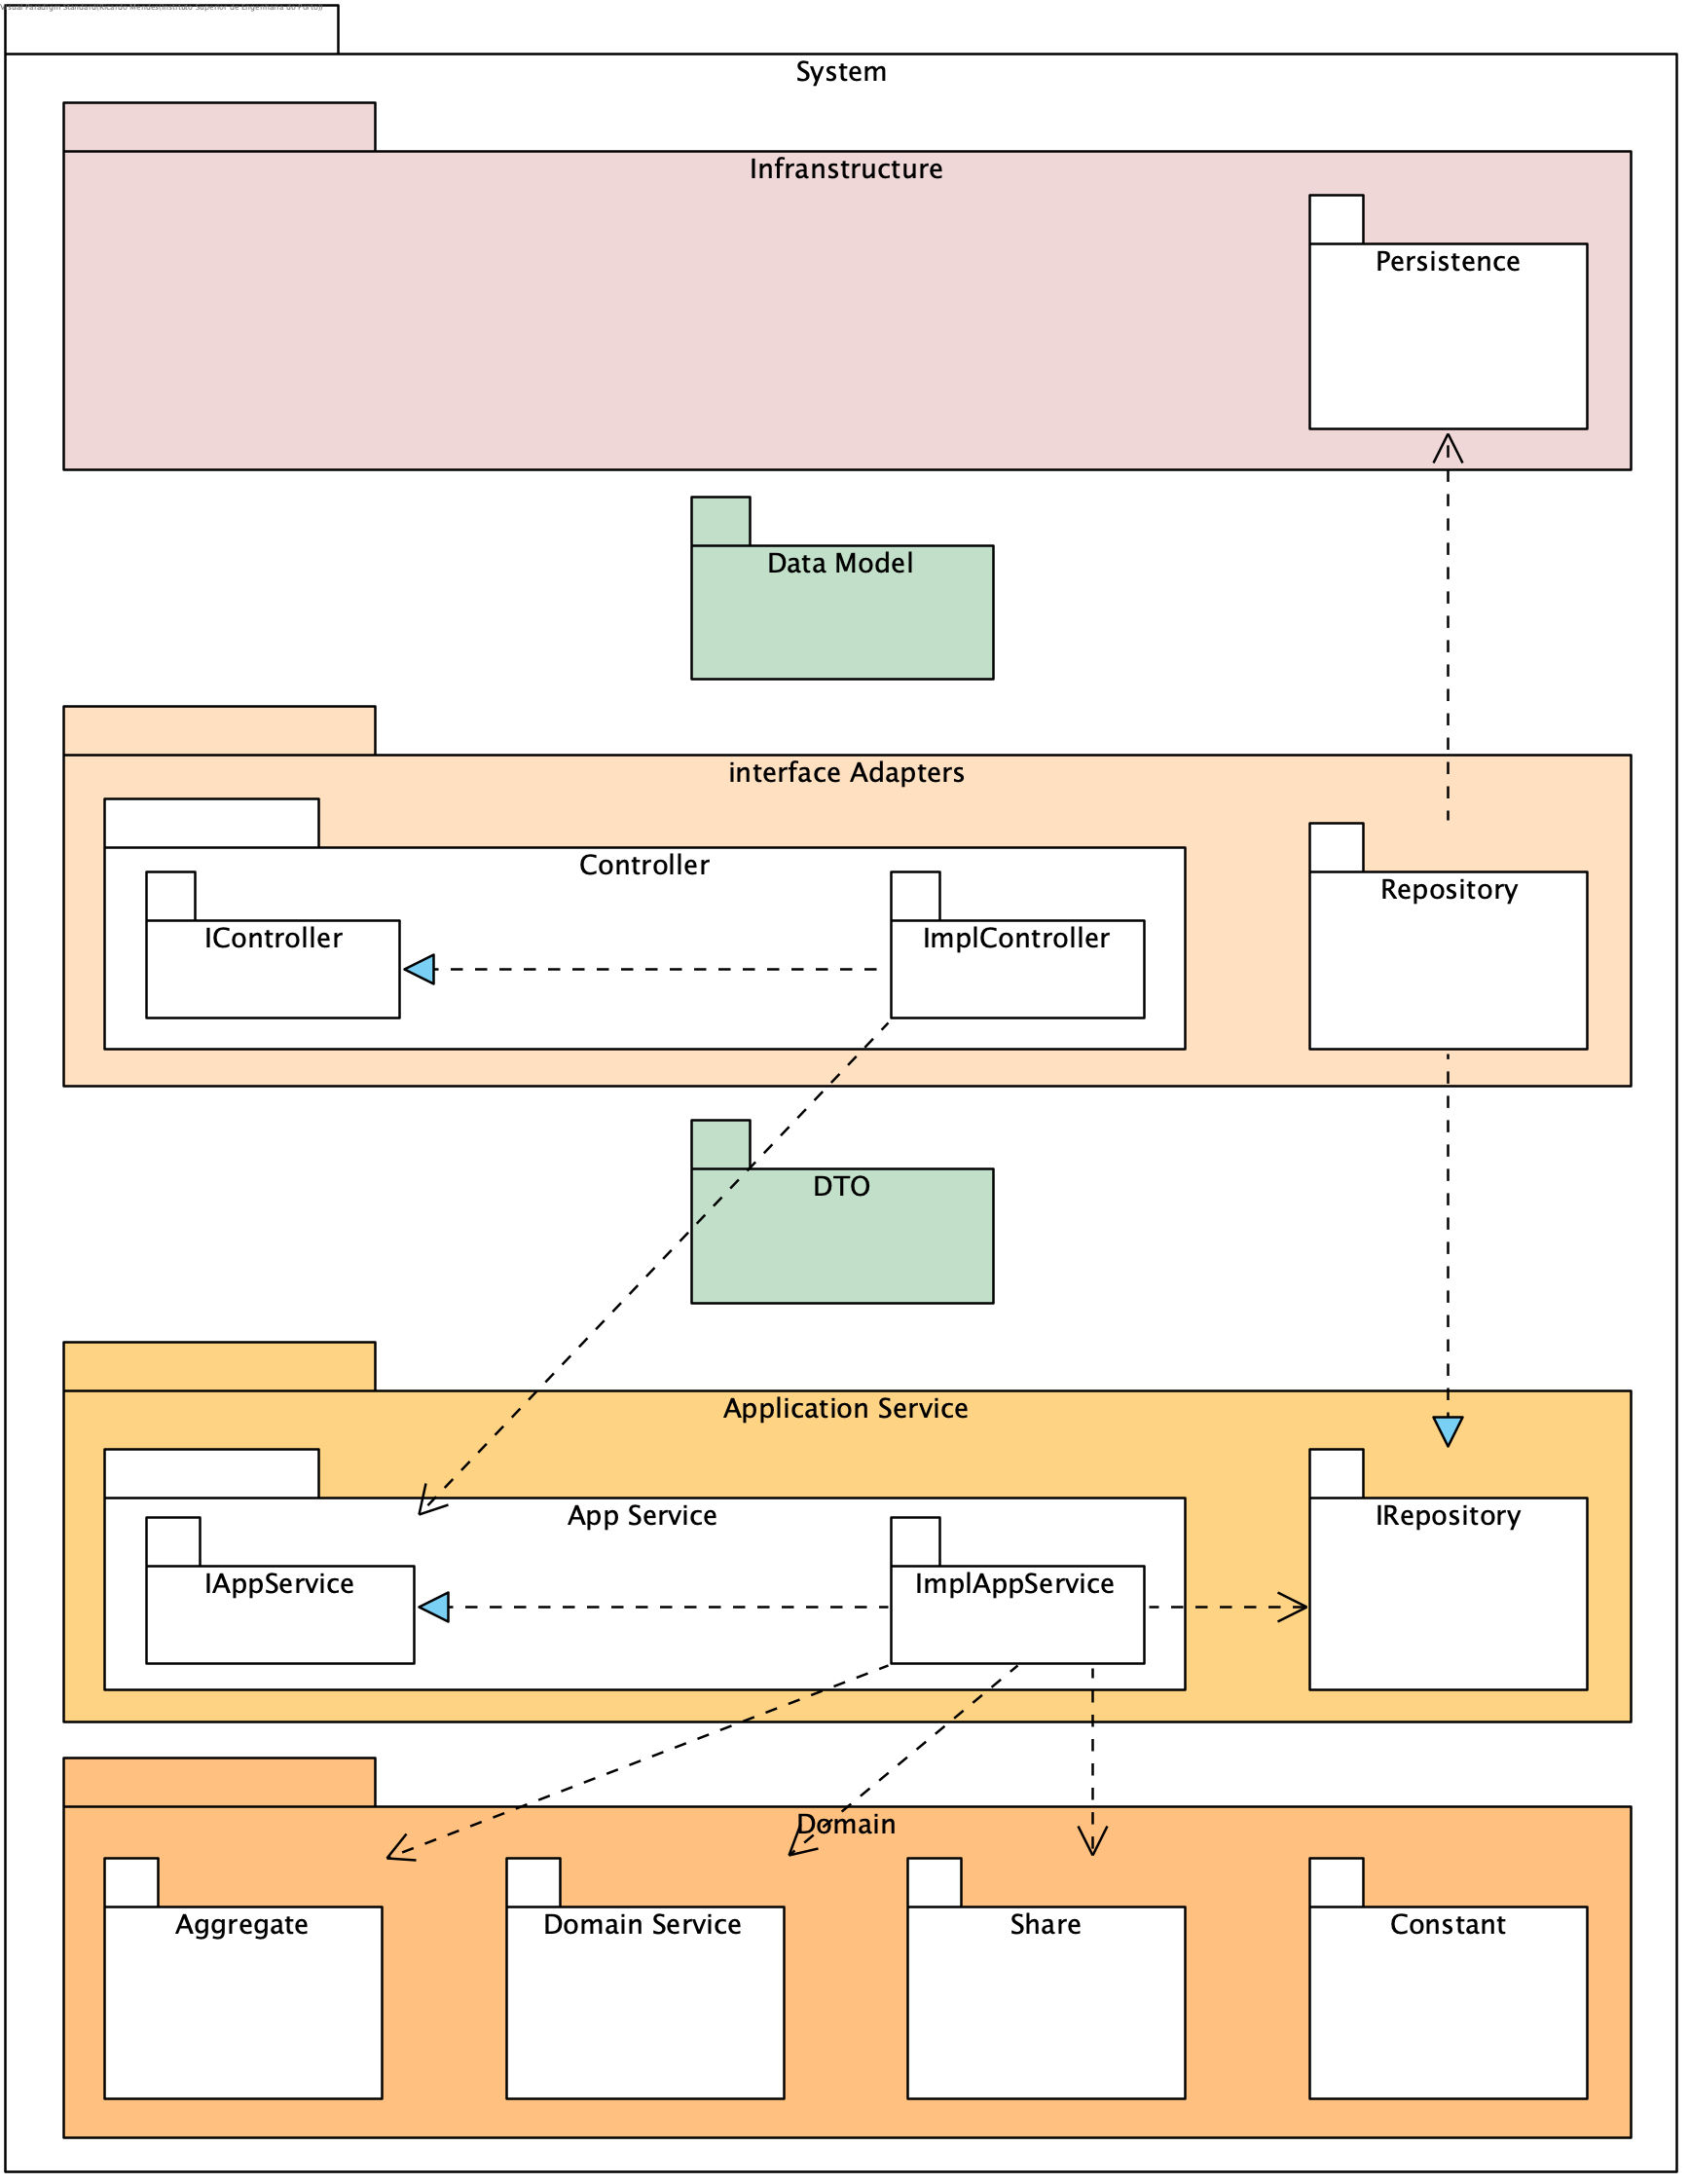 Visual Paradigm Standard(Ricardo Mendes(Instituto Superior de Engenharia do Porto))
System
Infranstructure
Persistence
Data Model
interface Adapters
Controller
Repository
IController
ImplController
DTO
Application Service
App Service
IRepository
IAppService
ImplAppService
Domain
Aggregate
Domain Service
Share
Constant